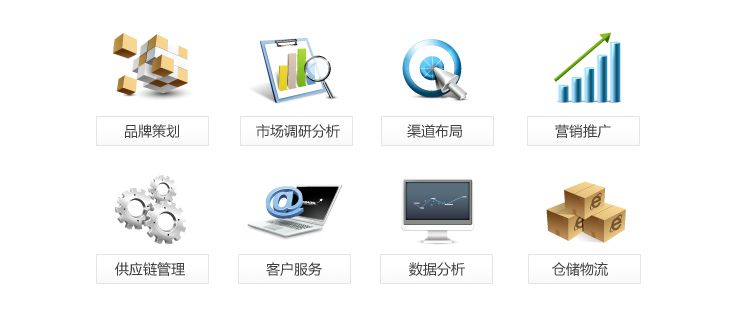 品牌策划
市场调研分析
渠道布局
营销推广
供应链管理
客户服务
数据分析
仓储物流